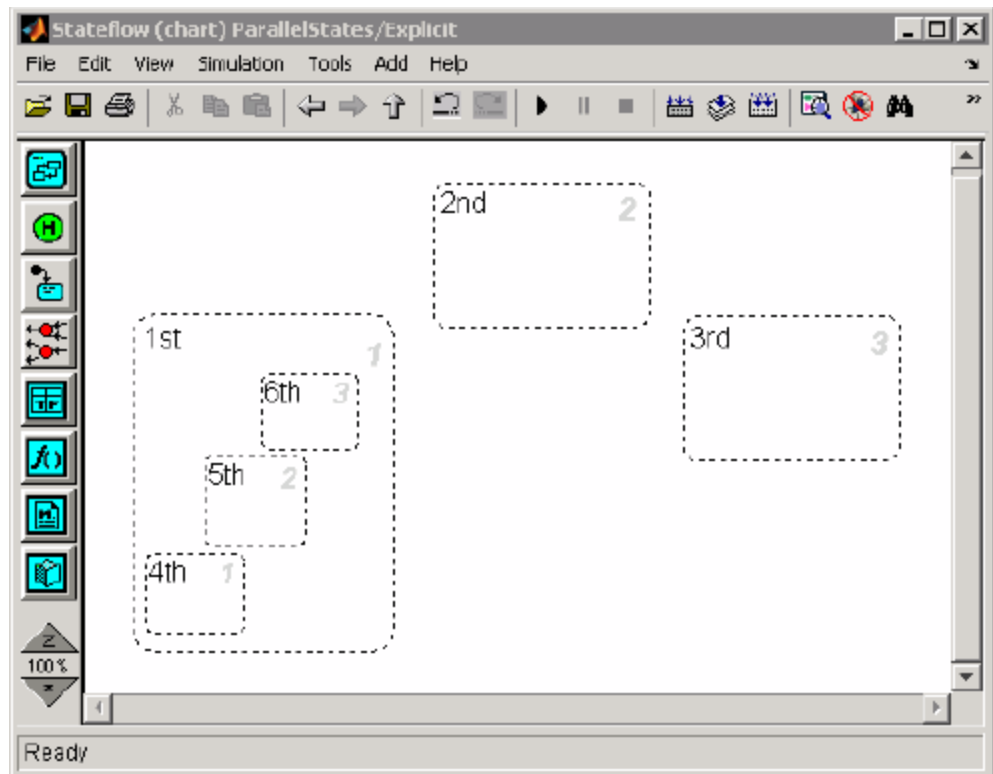 Stateflow (chart) ParallelStates/Explicit
File Edit View Simulation Tools Add Help
2nd 2
1st 1
3rd 3
6th 3
5th 2
4th 1
100%
Ready